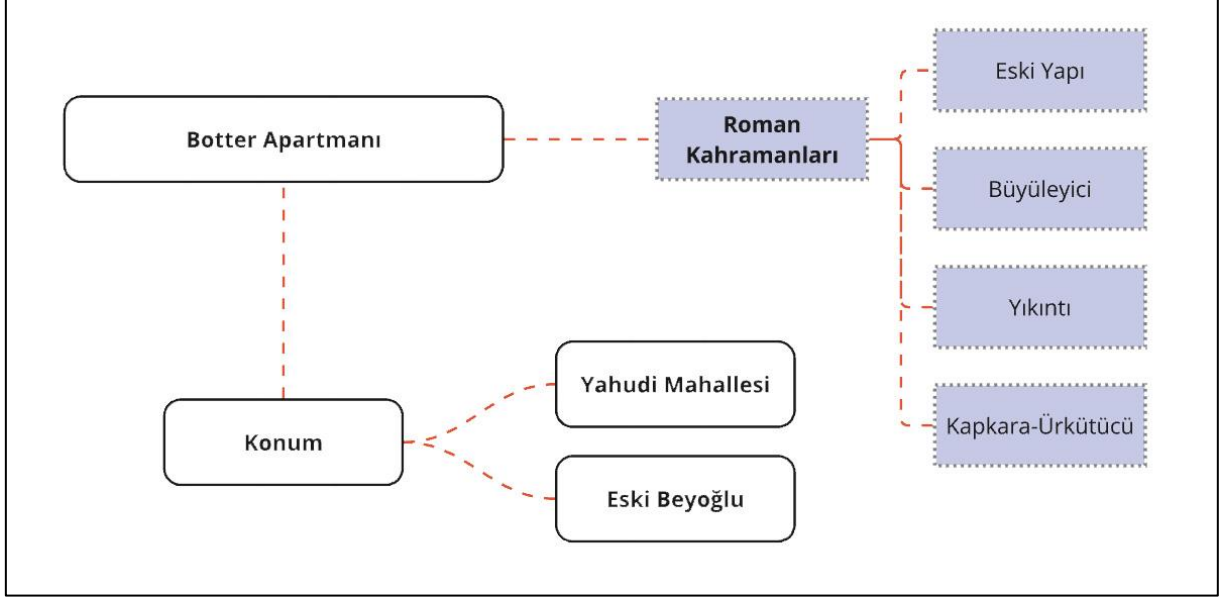 Botter Apartmanı
Roman
Kahramanları
Eski Yapı
Büyüleyici
Yıkıntı
Kapkara-Ürkütücü
Konum
Yahudi Mahallesi
Eski Beyoğlu